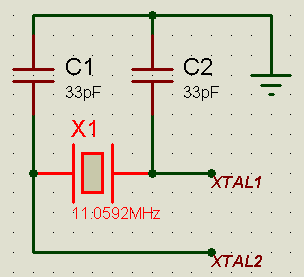 C1
33pF
C2
33pF
X1
11.0592MHz
XTAL1
XTAL2